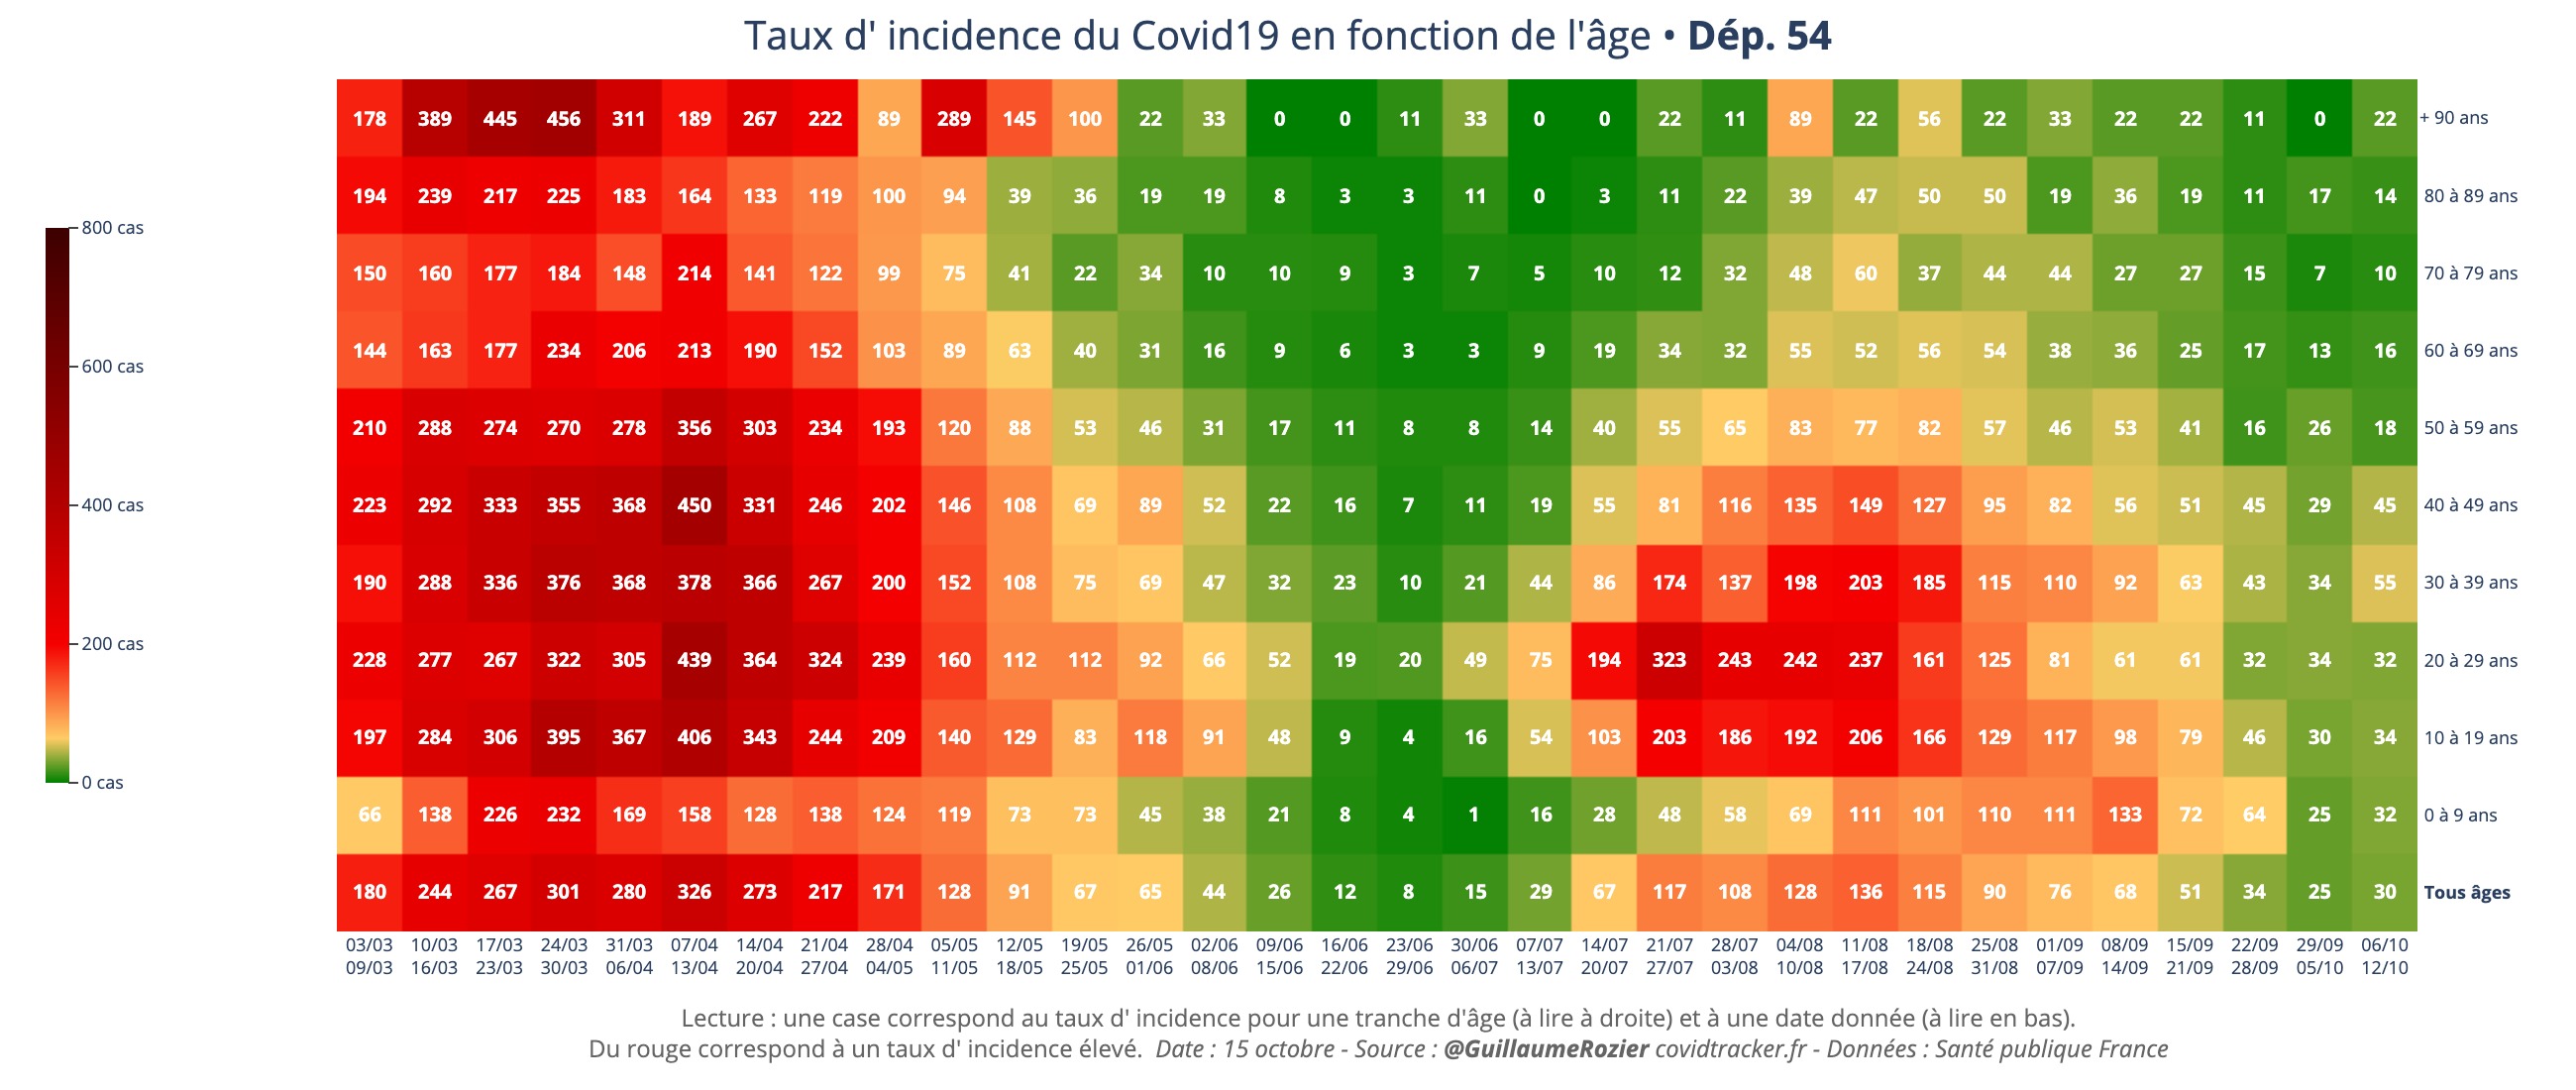 Taux d' incidence du Covid19 en fonction de l'âge • Dép. 54
178 389 445 456 311 189 267 222 89 289 145 100 22 33 0 0 11 33 0 0 22 11 89 22 56 22 33 22 22 11 0 22 + 90 ans
194 239 217 225 183 164 133 119 100 94 39 36 19 19 8 3 3 11 0 3 11 22 39 47 50 50 19 36 19 11 17 14 80 à 89 ans
800 cas
150 160 177 184 148 214 141 122 99 75 41 22 34 10 10 9 3 7 5 10 12 32 48 60 37 44 44 27 27 15 7 10 70 à 79 ans
144 163 177 234 206 213 190 152 103 89 63 40 31 16 9 6 3 3 9 19 34 32 55 52 56 54 38 36 25 17 13 16 60 à 69 ans
600 cas
210 288 274 270 278 356 303 234 193 120 88 53 46 31 17 11 8 8 14 40 55 65 83 77 82 57 46 53 41 16 26 18 50 à 59 ans
400 cas
223 292 333 355 368 450 331 246 202 146 108 69 89 52 22 16 7 11 19 55 81 116 135 149 127 95 82 56 51 45 29 45 40 à 49 ans
190 288 336 376 368 378 366 267 200 152 108 75 69 47 32 23 10 21 44 86 174 137 198 203 185 115 110 92 63 43 34 55 30 à 39 ans
200 cas
228 277 267 322 305 439 364 324 239 160 112 112 92 66 52 19 20 49 75 194 323 243 242 237 161 125 81 61 61 32 34 32 20 à 29 ans
197 284 306 395 367 406 343 244 209 140 129 83 118 91 48 9 4 16 54 103 203 186 192 206 166 129 117 98 79 46 30 34 10 à 19 ans
0 cas
66 138 226 232 169 158 128 138 124 119 73 73 45 38 21 8 4 1 16 28 48 58 69 111 101 110 111 133 72 64 25 32 0 à 9 ans
180 244 267 301 280 326 273 217 171 128 91 67 65 44 26 12 8 15 29 67 117 108 128 136 115 90 76 68 51 34 25 30 Tous âges
03/03 10/03 17/03 24/03 31/03 07/04 14/04 21/04 28/04 05/05 12/05 19/05 26/05 02/06 09/06 16/06 23/06 30/06 07/07 14/07 21/07 28/07 04/08 11/08 18/08 25/08 01/09 08/09 15/09 22/09 29/09 06/10
09/03 16/03 23/03 30/03 06/04 13/04 20/04 27/04 04/05 11/05 18/05 25/05 01/06 08/06 15/06 22/06 29/06 06/07 13/07 20/07 27/07 03/08 10/08 17/08 24/08 31/08 07/09 14/09 21/09 28/09 05/10 12/10
Lecture : une case correspond au taux d' incidence pour une tranche d'âge (à lire à droite) et à une date donnée (à lire en bas).
Du rouge correspond à un taux d' incidence élevé. Date : 15 octobre - Source : @GuillaumeRozier covidtracker.fr - Données : Santé publique France